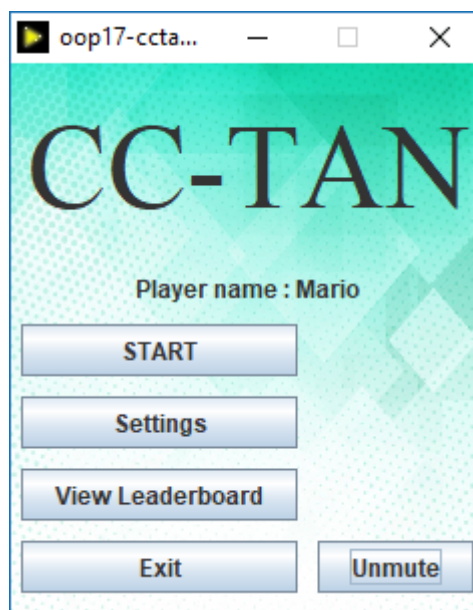 oop17-ccta...
CC-TAN
Player name : Mario
START
Settings
View Leaderboard
Exit
Unmute